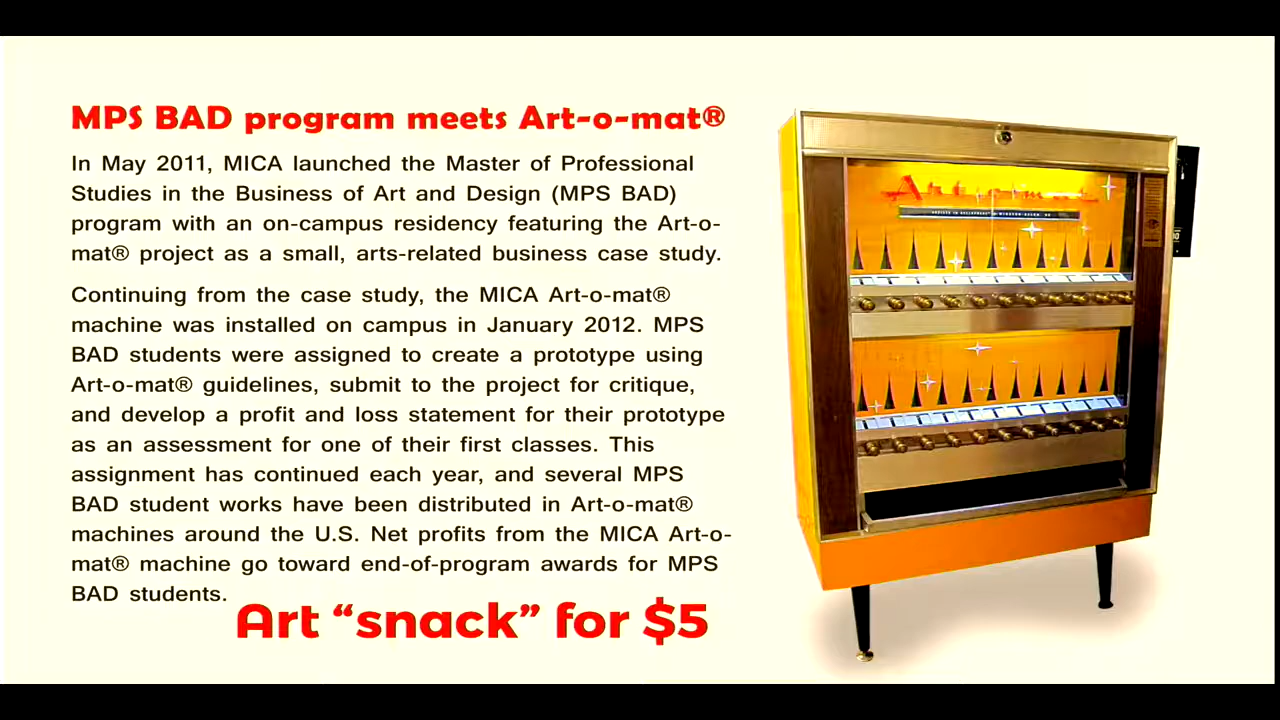 MPS BAD program meets Art-o-mat®
In May 2011, MICA launched the Master of Professional
Studies in the Business of Art and Design (MPS BAD)
program with an on-campus residency featuring the Art-o-
mat® project as a small, arts-related business case study.
Continuing from the case study, the MICA Art-o-mat®
machine was installed on campus in January 2012. MPS
BAD students were assigned to create a prototype using
Art-o-mat® guidelines, submit to the project for critique,
and develop a profit and loss statement for their prototype
as an assessment for one of their first classes. This
assignment has continued each year, and several MPS
BAD student works have been distributed in Art-o-mat®
machines around the U.S. Net profits from the MICA Art-o-
mat® machine go toward end-of-program awards for MPS
BAD students.
Art “snack” for $5